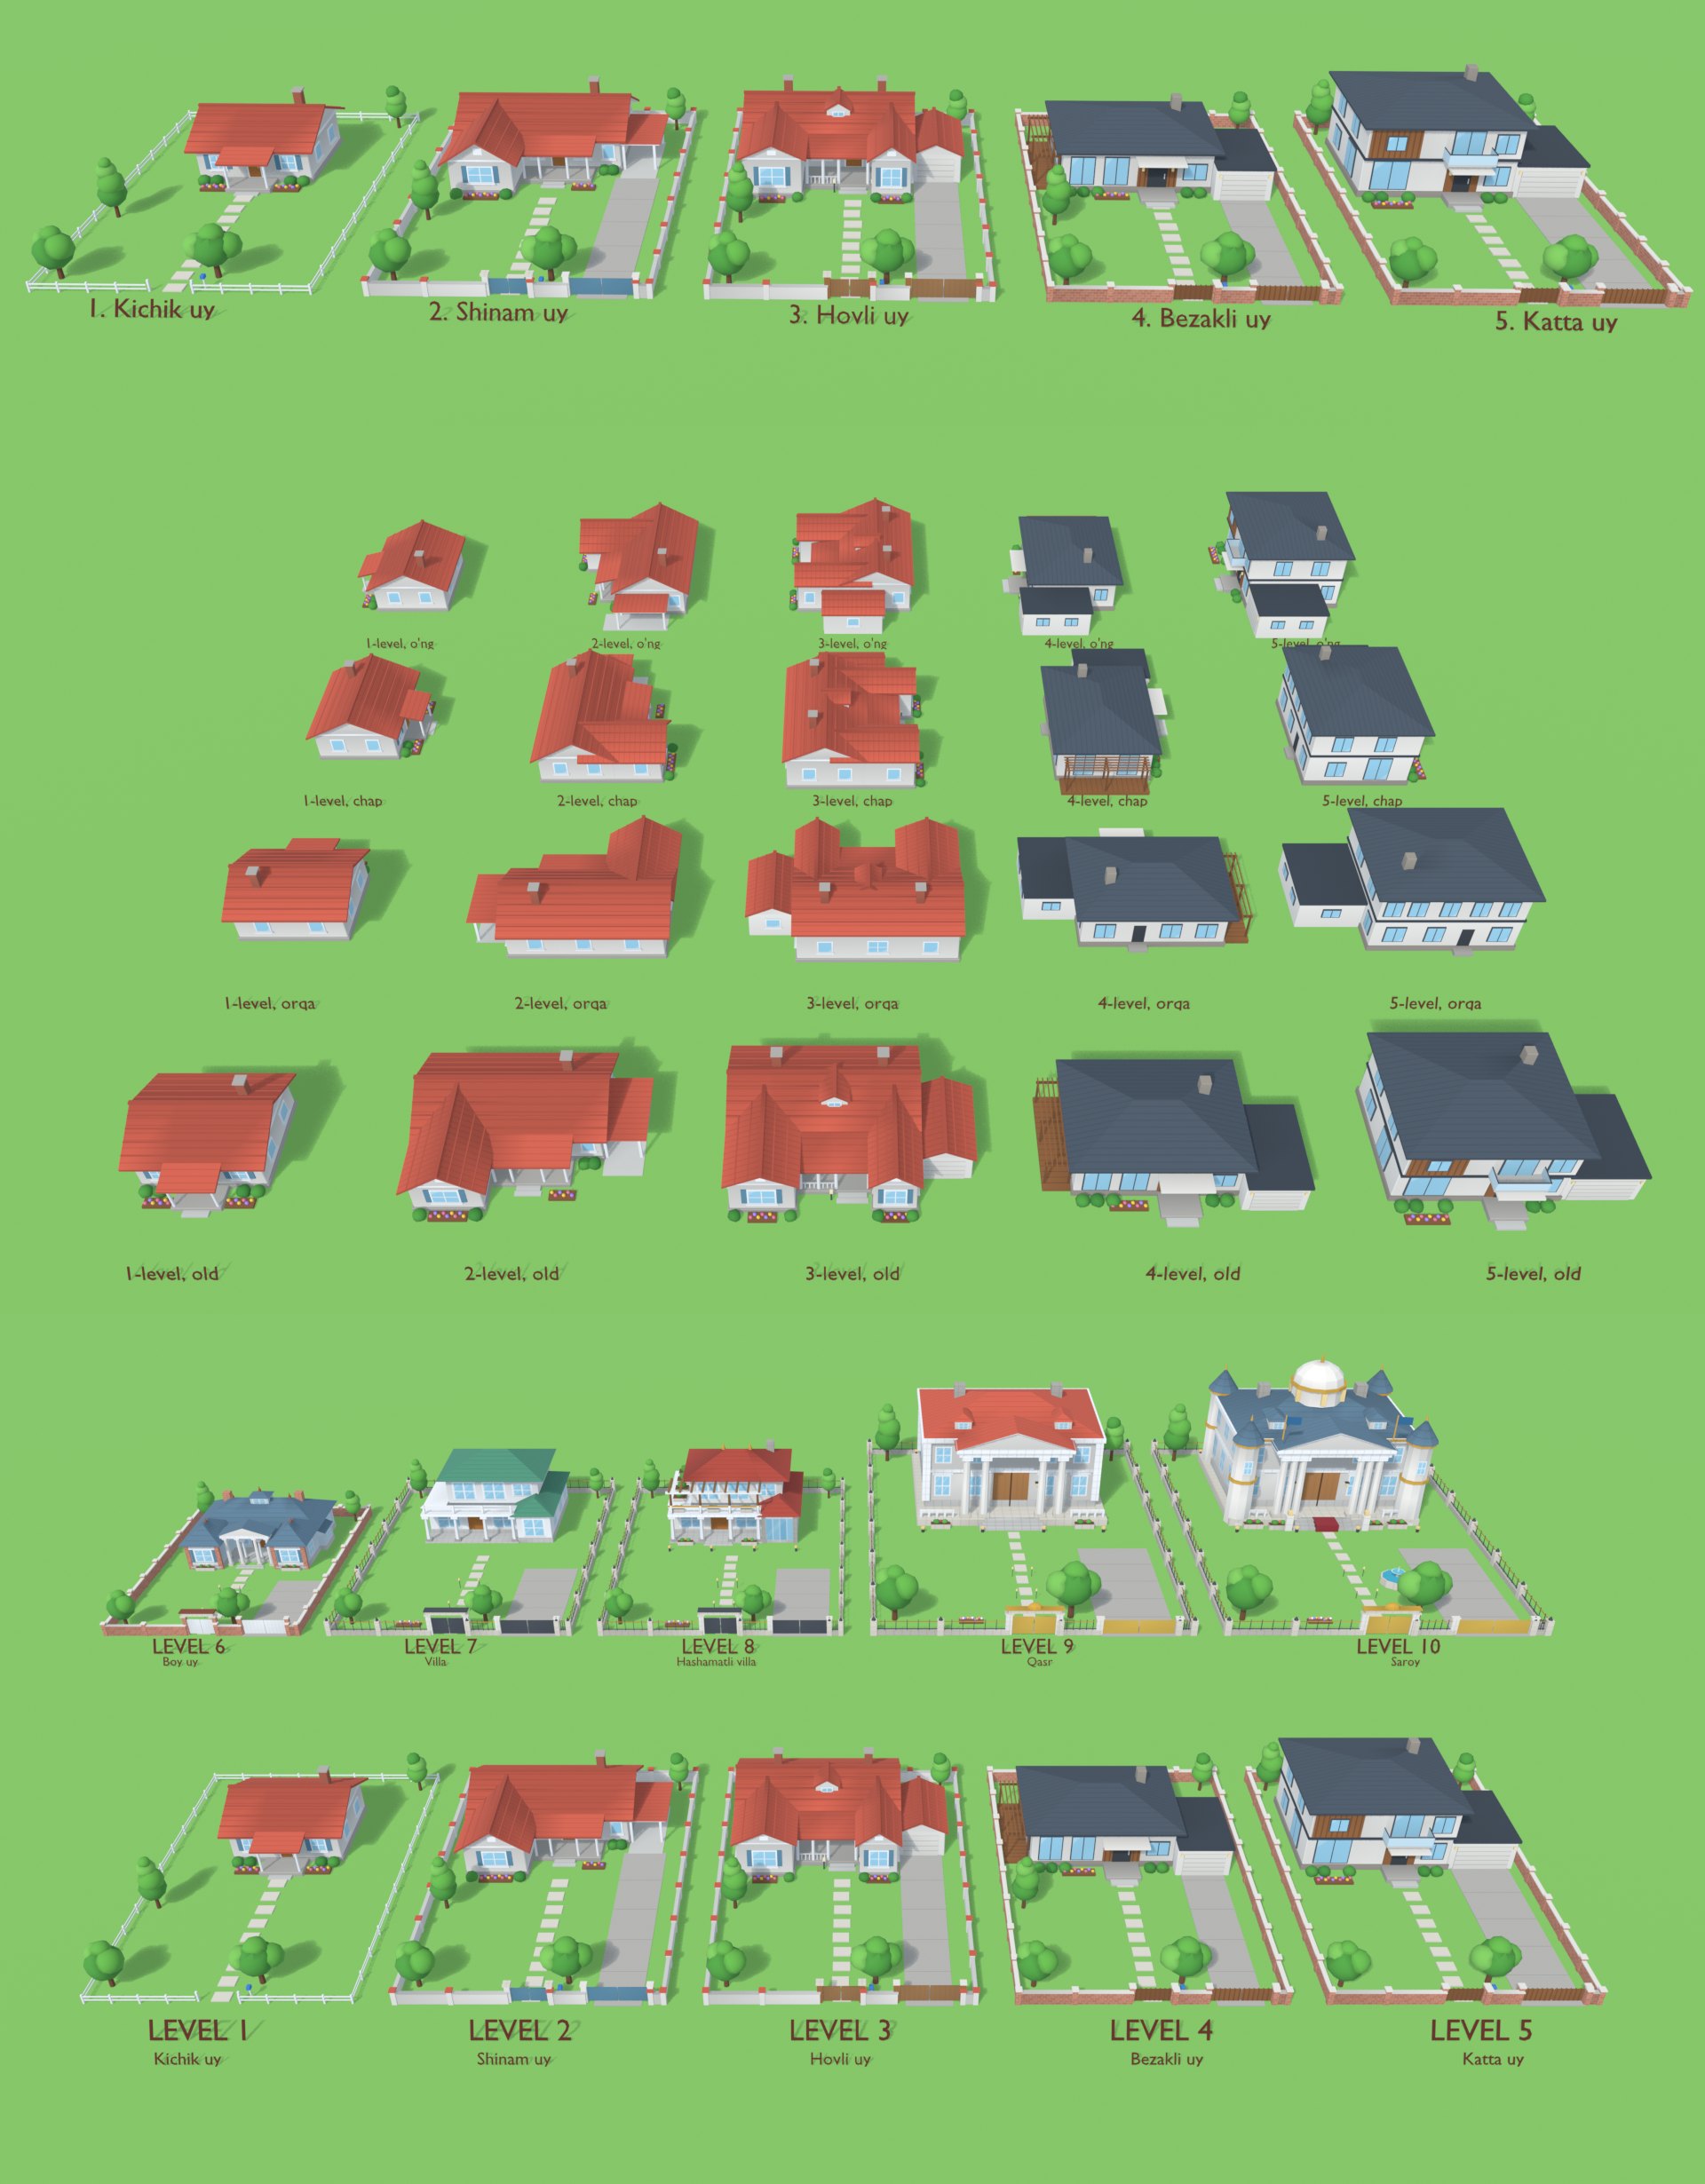 1. Kichik uy
2. Shinam uy
3. Hovli uy
4. Bezakli uy
5. Katta uy
1-level, o'ng
2-level, o'ng
3-level, o'ng
4-level, o'ng
5-level, o'ng
1-level, chap
2-level, chap
3-level, chap
4-level, chap
5-level, chap
1-level, orqa
2-level, orqa
3-level, orqa
4-level, orqa
5-level, orqa
1-level, old
2-level, old
3-level, old
4-level, old
5-level, old
LEVEL 6
Boy uy
LEVEL 7
Villa
LEVEL 8
Hashamatli villa
LEVEL 9
Qasr
LEVEL 10
Saroy
LEVEL 1
Kichik uy
LEVEL 2
Shinam uy
LEVEL 3
Hovli uy
LEVEL 4
Bezakli uy
LEVEL 5
Katta uy